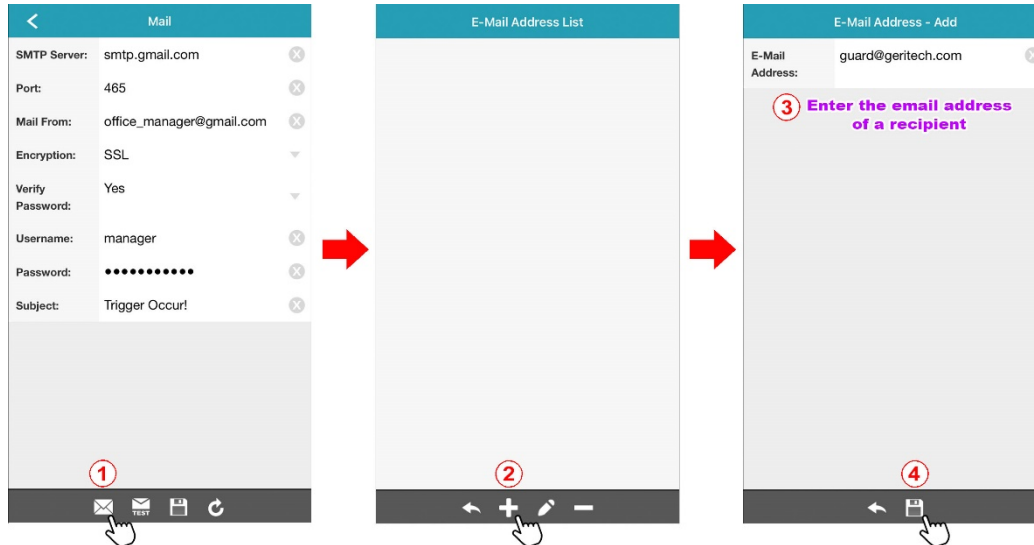 Mail
SMTP Server: smtp.gmail.com
Port: 465
Mail From: office_manager@gmail.com
Encryption: SSL
Verify
Password: Yes
Username: manager
Password: •••••••••••
Subject: Trigger Occur!
1
TEST
E-Mail Address List
2
E-Mail Address - Add
E-Mail
Address: guard@geritech.com
3 Enter the email address
of a recipient
4